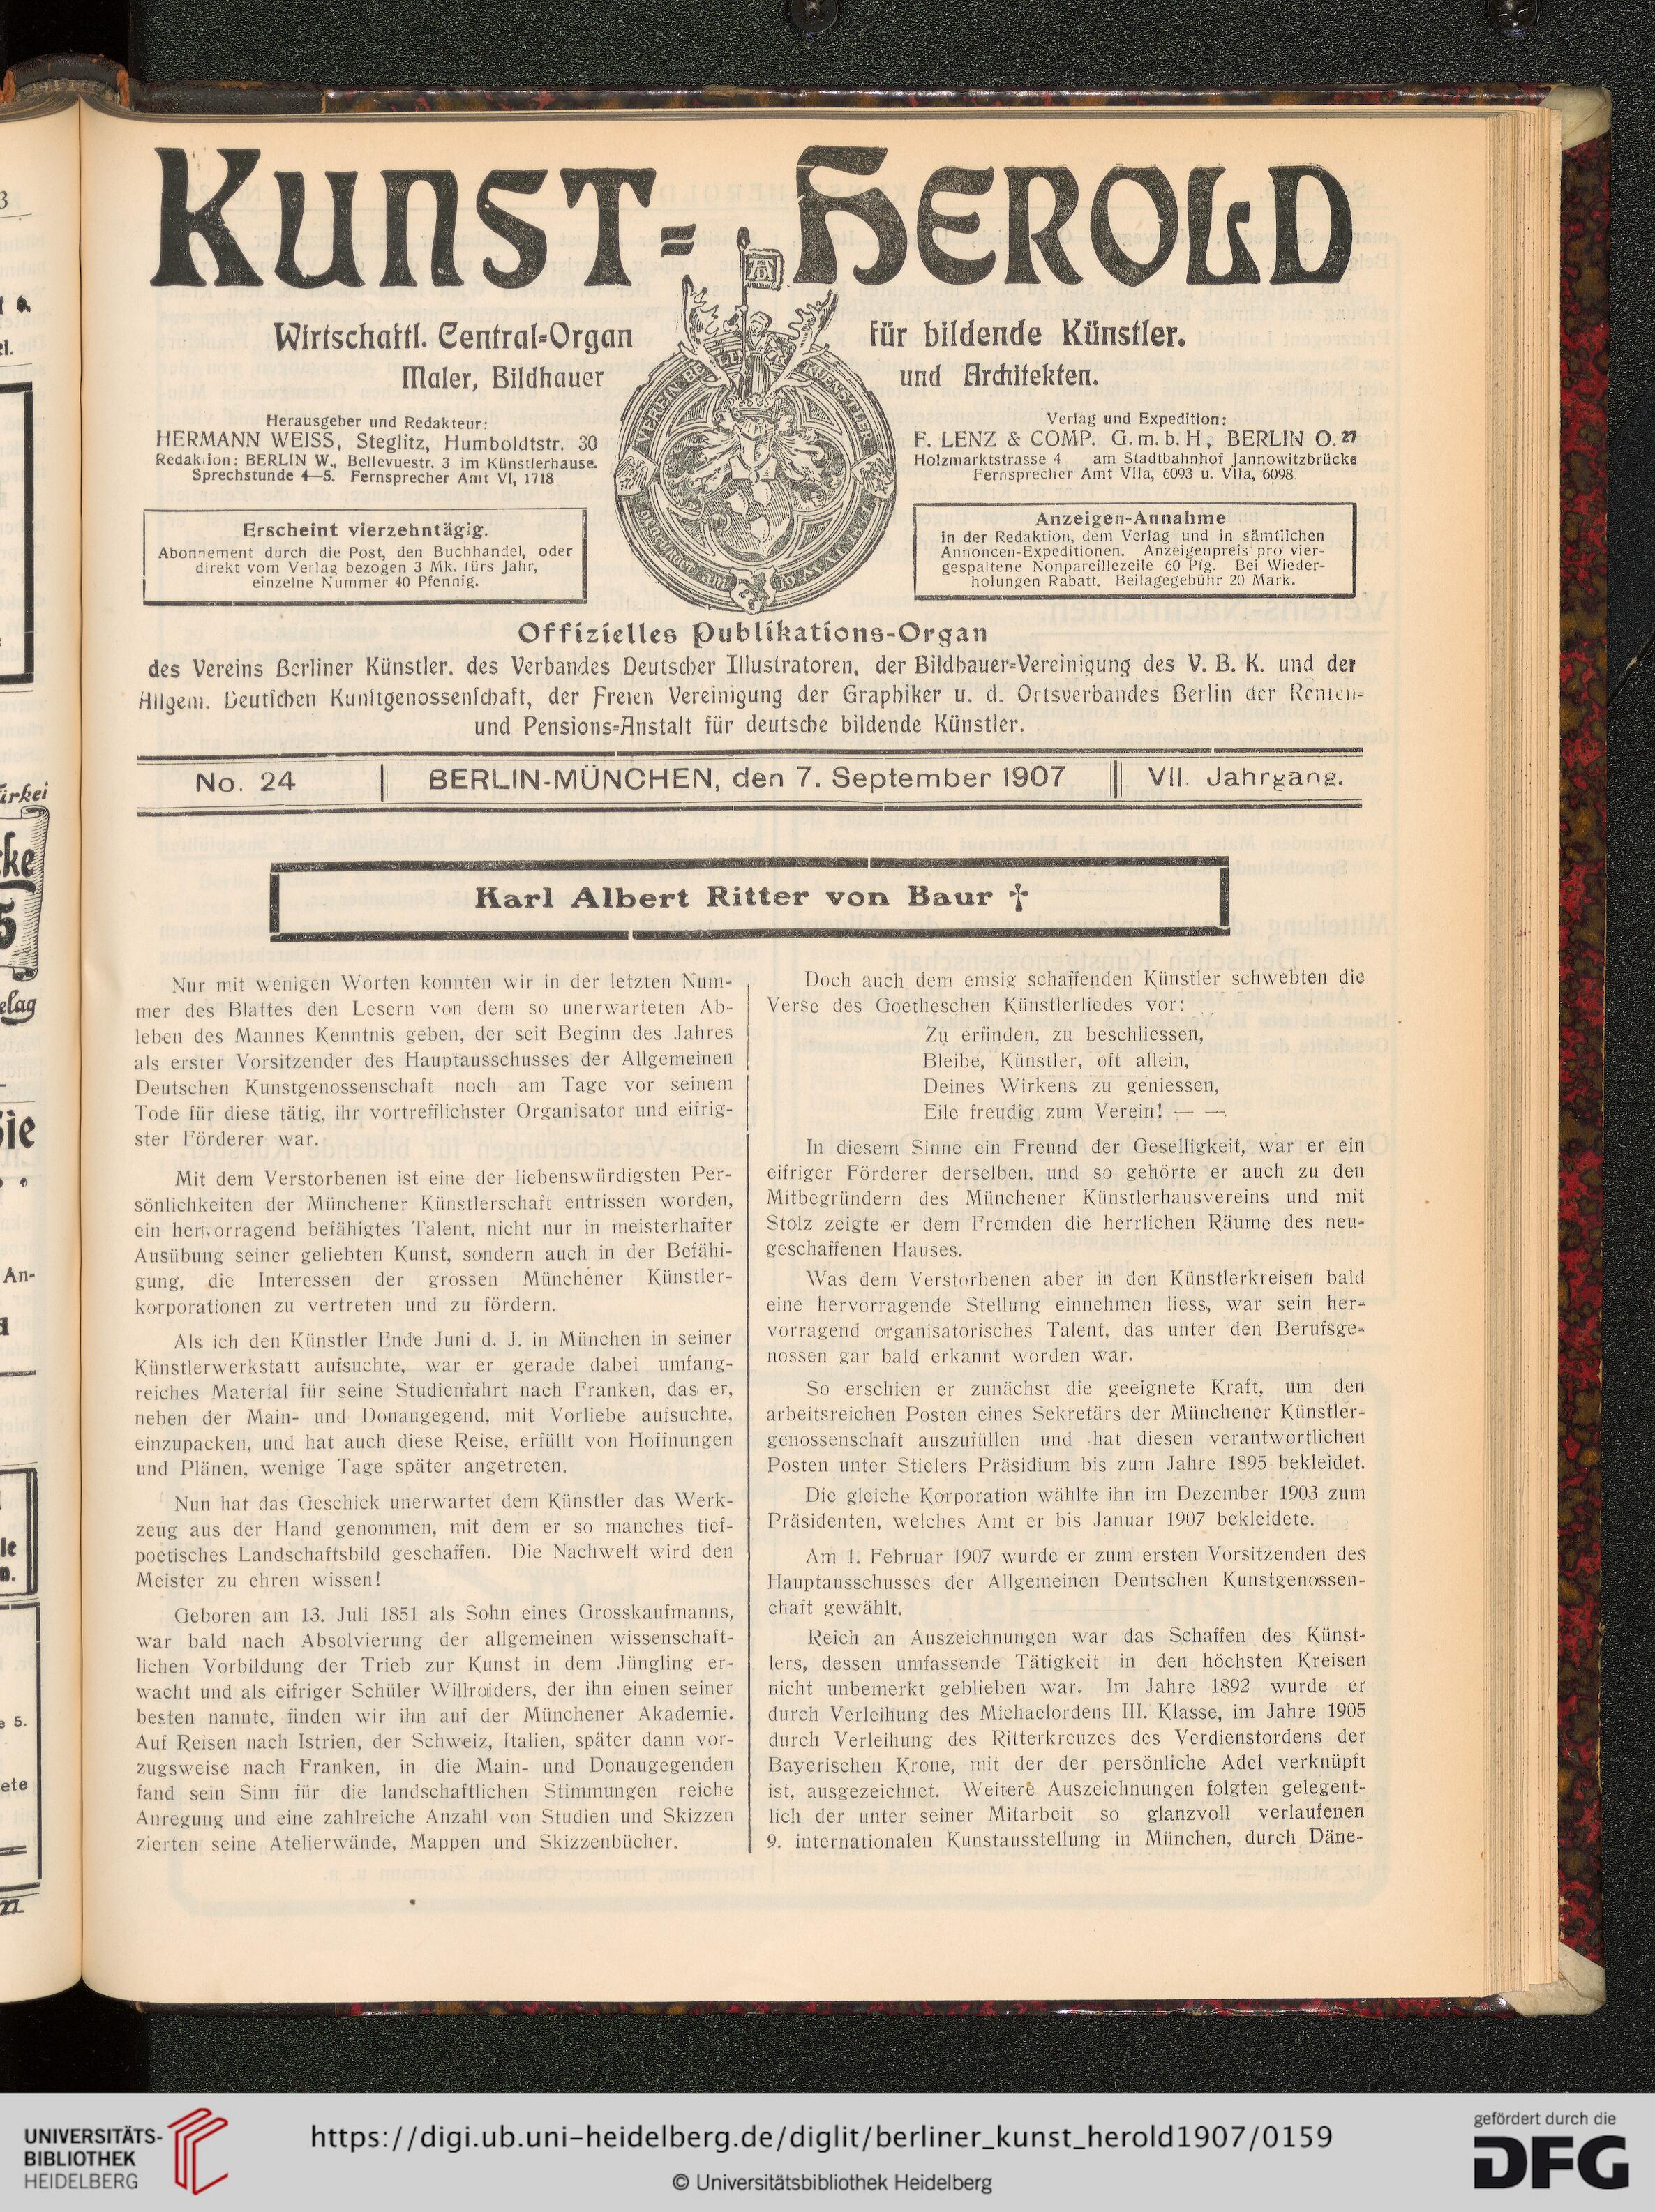 KUNST-HEROLD
Wirtschaftl. Central-Organ für bildende Künstler.
Maler, Bildhauer und Architekten.
Herausgeber und Redakteur:
HERMANN WEISS, Steglitz, Humboldtstr. 30
Redaktion: BERLIN W., Bellevuestr. 3 im Künstlerhause.
Sprechstunde 4—5. Fernsprecher Amt VI, 1718
Verlag und Expedition:
F. LENZ & COMP. G. m. b. H., BERLIN O. 27
Holzmarktstrasse 4 am Stadtbahnhof Jannowitzbrücke
Fernsprecher Amt VIIa, 6093 u. VIIa, 6098.
VEREIN BERLINER KUENSTLER
Erscheint vierzehntägig.
Abonnement durch die Post, den Buchhandel, oder
direkt vom Verlag bezogen 3 Mk. fürs Jahr,
einzelne Nummer 40 Pfennig.
Anzeigen-Annahme
in der Redaktion, dem Verlag und in sämtlichen
Annoncen-Expeditionen. Anzeigenpreis pro vier-
gespaltene Nonpareillezeile 60 Pfg. Bei Wieder-
holungen Rabatt. Beilagegebühr 20 Mark.
Offizielles Publikations-Organ
des Vereins Berliner Künstler, des Verbandes Deutscher Illustratoren, der Bildhauer-Vereinigung des V. B. K. und der
Allgem. Deutschen Kunstgenossenschaft, der Freien Vereinigung der Graphiker u. d. Ortsverbandes Berlin der Renten-
und Pensions-Anstalt für deutsche bildende Künstler.
No. 24 BERLIN-MÜNCHEN, den 7. September 1907 VII. Jahrgang.
Karl Albert Ritter von Baur †
Nur mit wenigen Worten konnten wir in der letzten Num-
mer des Blattes den Lesern von dem so unerwarteten Ab-
leben des Mannes Kenntnis geben, der seit Beginn des Jahres
als erster Vorsitzender des Hauptausschusses der Allgemeinen
Deutschen Kunstgenossenschaft noch am Tage vor seinem
Tode für diese tätig, ihr vortrefflichster Organisator und eifrig-
ster Förderer war.
Mit dem Verstorbenen ist eine der liebenswürdigsten Per-
sönlichkeiten der Münchener Künstlerschaft entrissen worden,
ein hervorragend befähigtes Talent, nicht nur in meisterhafter
Ausübung seiner geliebten Kunst, sondern auch in der Befähi-
gung, die Interessen der grossen Münchener Künstler-
korporationen zu vertreten und zu fördern.
Als ich den Künstler Ende Juni d. J. in München in seiner
Künstlerwerkstatt aufsuchte, war er gerade dabei umfang-
reiches Material für seine Studienfahrt nach Franken, das er,
neben der Main- und Donaugegend, mit Vorliebe aufsuchte,
einzupacken, und hat auch diese Reise, erfüllt von Hoffnungen
und Plänen, wenige Tage später angetreten.
Nun hat das Geschick unerwartet dem Künstler das Werk-
zeug aus der Hand genommen, mit dem er so manches tief-
poetisches Landschaftsbild geschaffen. Die Nachwelt wird den
Meister zu ehren wissen!
Geboren am 13. Juli 1851 als Sohn eines Grosskaufmanns,
war bald nach Absolvierung der allgemeinen wissenschaft-
lichen Vorbildung der Trieb zur Kunst in dem Jüngling er-
wacht und als eifriger Schüler Willroiders, der ihn einen seiner
besten nannte, finden wir ihn auf der Münchener Akademie.
Auf Reisen nach Istrien, der Schweiz, Italien, später dann vor-
zugsweise nach Franken, in die Main- und Donaugegenden
fand sein Sinn für die landschaftlichen Stimmungen reiche
Anregung und eine zahlreiche Anzahl von Studien und Skizzen
zierten seine Atelierwände, Mappen und Skizzenbücher.
Doch auch dem emsig schaffenden Künstler schwebten die
Verse des Goetheschen Künstlerliedes vor:
Zu erfinden, zu beschliessen,
Bleibe, Künstler, oft allein,
Deines Wirkens zu geniessen,
Eile freudig zum Verein! — —.
In diesem Sinne ein Freund der Geselligkeit, war er ein
eifriger Förderer derselben, und so gehörte er auch zu den
Mitbegründern des Münchener Künstlerhausvereins und mit
Stolz zeigte er dem Fremden die herrlichen Räume des neu-
geschaffenen Hauses.
Was dem Verstorbenen aber in den Künstlerkreisen bald
eine hervorragende Stellung einnehmen liess, war sein her-
vorragend organisatorisches Talent, das unter den Berufsge-
nossen gar bald erkannt worden war.
So erschien er zunächst die geeignete Kraft, um den
arbeitsreichen Posten eines Sekretärs der Münchener Künstler-
genossenschaft auszufüllen und hat diesen verantwortlichen
Posten unter Stielers Präsidium bis zum Jahre 1895 bekleidet.
Die gleiche Korporation wählte ihn im Dezember 1903 zum
Präsidenten, welches Amt er bis Januar 1907 bekleidete.
Am 1. Februar 1907 wurde er zum ersten Vorsitzenden des
Hauptausschusses der Allgemeinen Deutschen Kunstgenossen-
chaft gewählt.
Reich an Auszeichnungen war das Schaffen des Künst-
lers, dessen umfassende Tätigkeit in den höchsten Kreisen
nicht unbemerkt geblieben war. Im Jahre 1892 wurde er
durch Verleihung des Michaelordens III. Klasse, im Jahre 1905
durch Verleihung des Ritterkreuzes des Verdienstordens der
Bayerischen Krone, mit der der persönliche Adel verknüpft
ist, ausgezeichnet. Weitere Auszeichnungen folgten gelegent-
lich der unter seiner Mitarbeit so glanzvoll verlaufenen
9. internationalen Kunstausstellung in München, durch Däne-
UNIVERSITÄTS-
BIBLIOTHEK
HEIDELBERG
https://digi.ub.uni-heidelberg.de/diglit/berliner_kunst_herold1907/0159
© Universitätsbibliothek Heidelberg
gefördert durch die
DFG